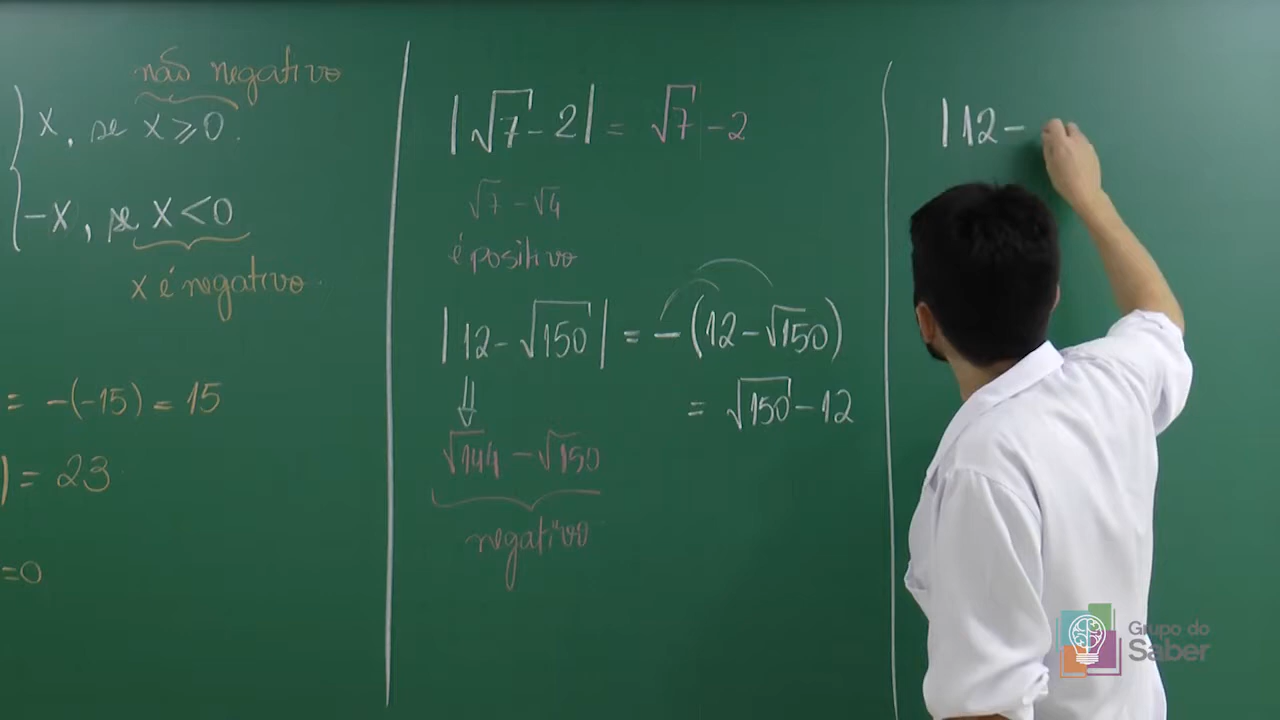 não negativo
x, se x ⩾ 0.
-x, se x < 0
x é negativo.
= -(-15) = 15
| = 23
= 0
|√7 - 2| = √7 - 2
√7 - √4
é positivo
|12 - √150| = -(12 - √150)
= √150 - 12
⇓
√144 - √150
negativo
|12 -
Grupo do
Saber